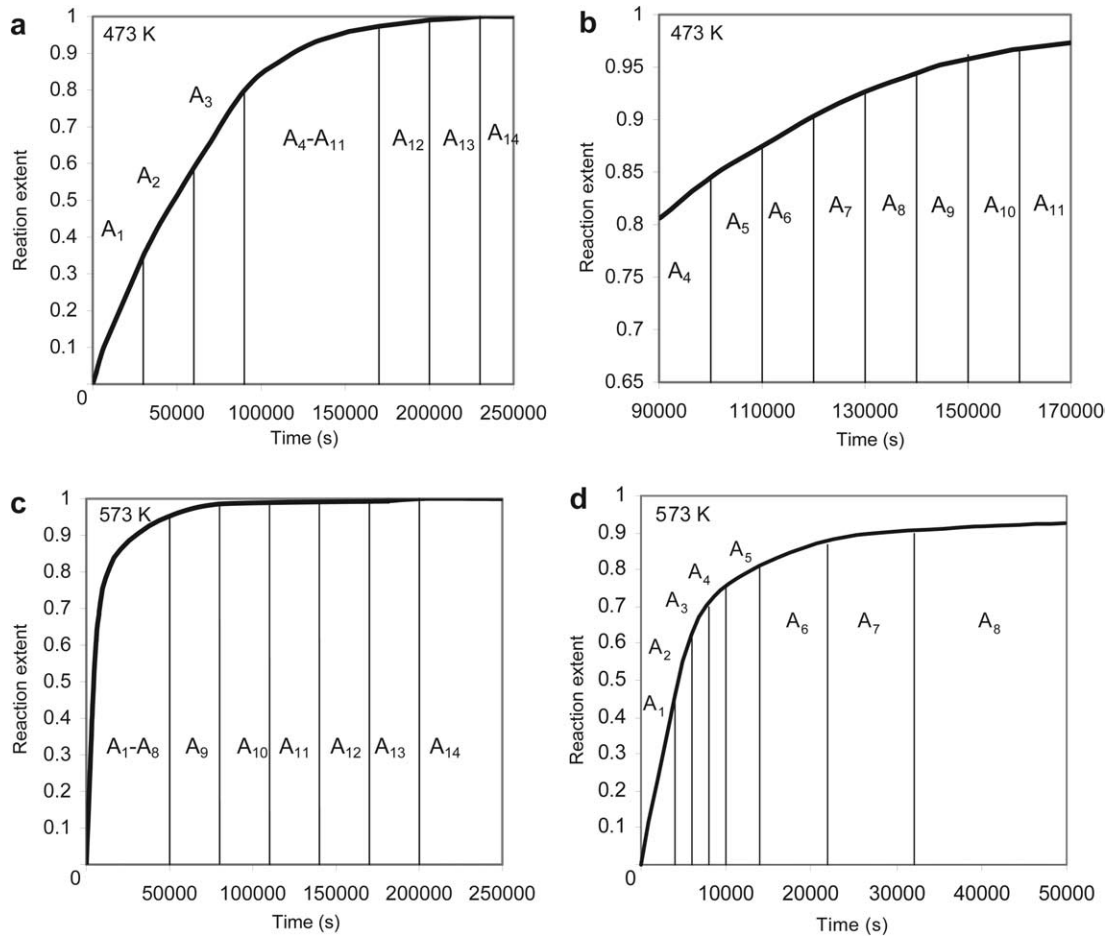 a
473 K
Reation extent
1
0.9
0.8
0.7
0.6
0.5
0.4
0.3
0.2
0.1
0
A1
A2
A3
A4-A11
A12
A13
A14
50000 100000 150000 200000 250000
Time (s)
b
473 K
Reaction extent
1
0.95
0.9
0.85
0.8
0.75
0.7
0.65
A4
A5
A6
A7
A8
A9
A10
A11
90000 110000 130000 150000 170000
Time (s)
c
573 K
Reaction extent
1
0.9
0.8
0.7
0.6
0.5
0.4
0.3
0.2
0.1
0
A1-A8
A9
A10
A11
A12
A13
A14
50000 100000 150000 200000 250000
Time (s)
d
573 K
Reaction extent
1
0.9
0.8
0.7
0.6
0.5
0.4
0.3
0.2
0.1
0
A1
A2
A3
A4
A5
A6
A7
A8
10000 20000 30000 40000 50000
Time (s)